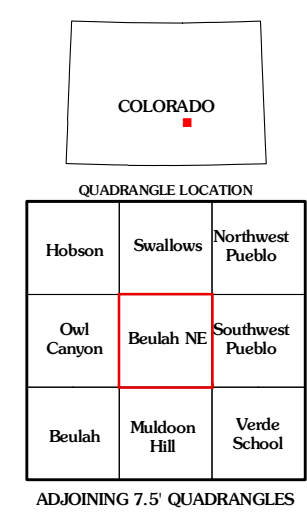 COLORADO
QUADRANGLE LOCATION
Hobson
Swallows
Northwest
Pueblo
Owl
Canyon
Beulah NE
Southwest
Pueblo
Beulah
Muldoon
Hill
Verde
School
ADJOINING 7.5' QUADRANGLES